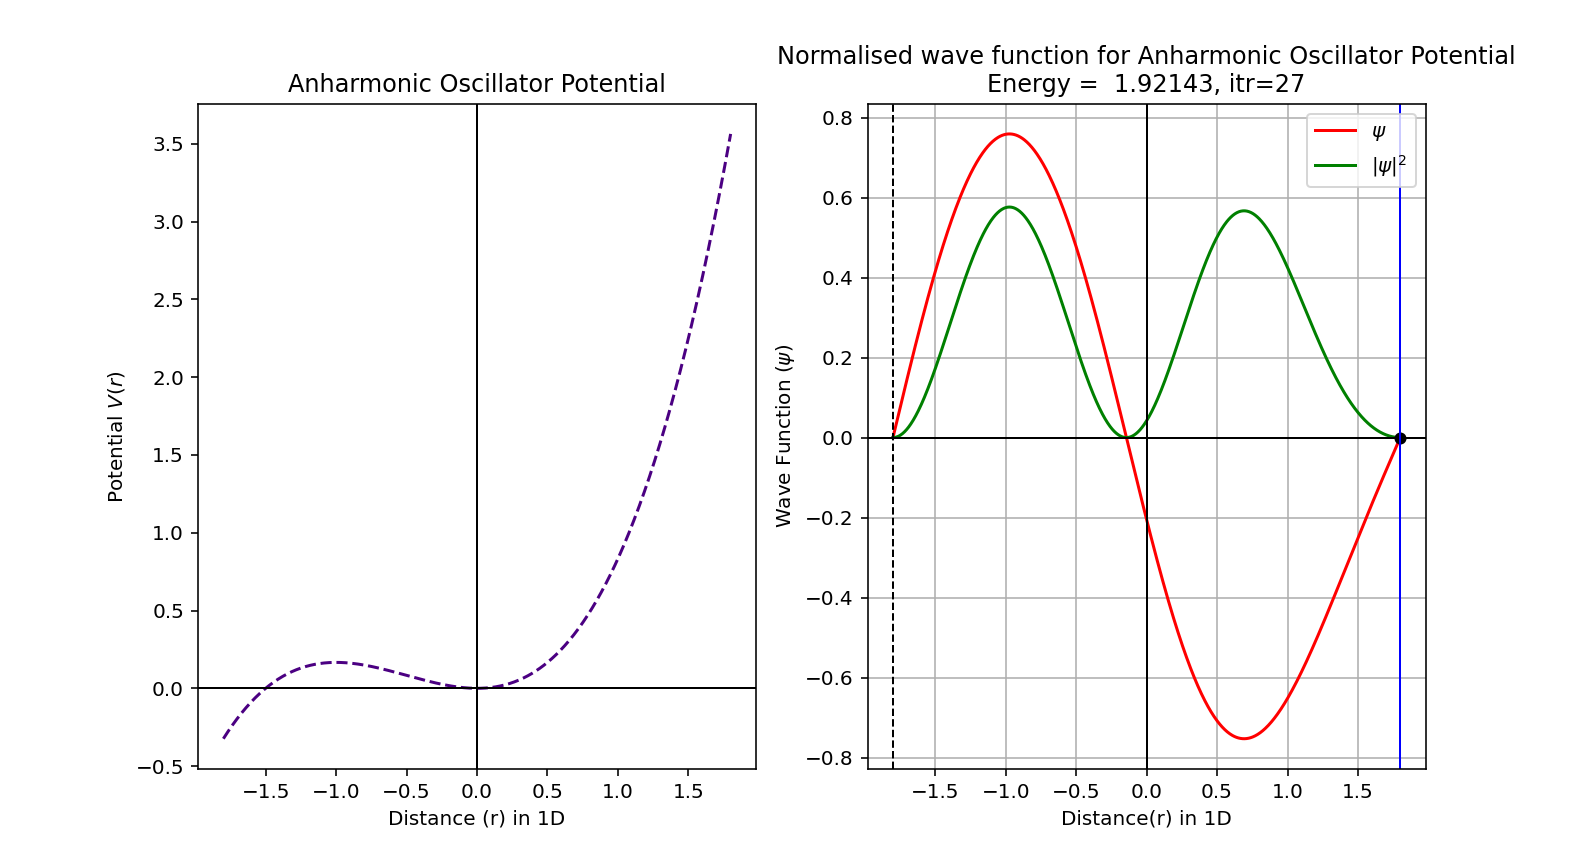 Anharmonic Oscillator Potential
Potential V(r)
3.5
3.0
2.5
2.0
1.5
1.0
0.5
0.0
−0.5
−1.5 −1.0 −0.5 0.0 0.5 1.0 1.5
Distance (r) in 1D
Normalised wave function for Anharmonic Oscillator Potential
Energy = 1.92143, itr=27
Wave Function (ψ)
0.8
0.6
0.4
0.2
0.0
−0.2
−0.4
−0.6
−0.8
ψ
|ψ|²
−1.5 −1.0 −0.5 0.0 0.5 1.0 1.5
Distance(r) in 1D